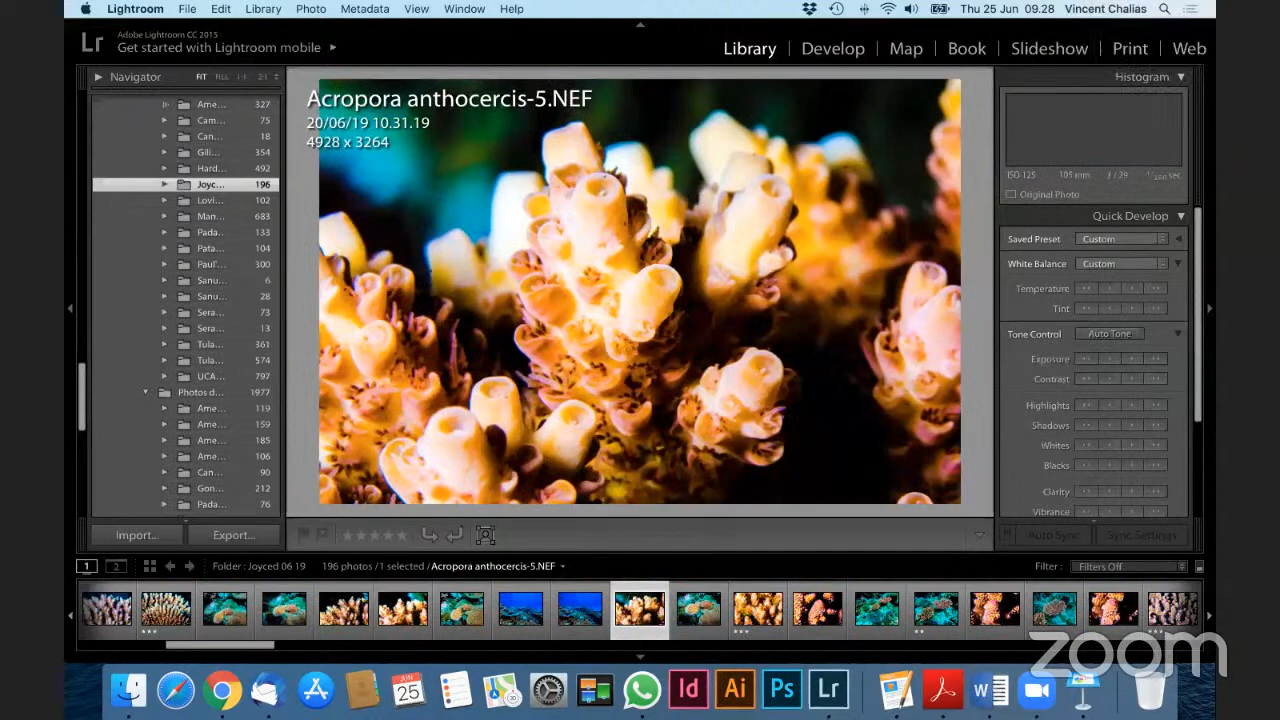 Lightroom File Edit Library Photo Metadata View Window Help Thu 25 Jun 09.28 Vincent Chalias
Lr Adobe Lightroom CC 2015
Get started with Lightroom mobile
Library Develop Map Book Slideshow Print Web
Navigator FIT FILL 1:1 2:1
Histogram
Ame... 327
Cam... 75
Can... 18
Gili... 354
Hard... 492
Joyc... 196
Lovi... 102
Man... 683
Pada... 133
Pata... 104
Paul'... 300
Sanu... 6
Sanu... 28
Sera... 73
Sera... 13
Tula... 361
Tula... 574
UCA... 797
Photos d... 1977
Ame... 119
Ame... 159
Ame... 185
Ame... 106
Can... 90
Gon... 212
Pada... 76
Import... Export...
Acropora anthocercis-5.NEF
20/06/19 10.31.19
4928 x 3264
ISO 125 105 mm f / 29
Original Photo
Quick Develop
Saved Preset Custom
White Balance Custom
Temperature
Tint
Tone Control Auto Tone
Exposure
Contrast
Highlights
Shadows
Whites
Blacks
Clarity
Vibrance
Auto Sync Sync Settings
1 2 Folder : Joyced 06 19 196 photos / 1 selected / Acropora anthocercis-5.NEF Filter : Filters Off
zoom
JUN
25
Id Ai Ps Lr W